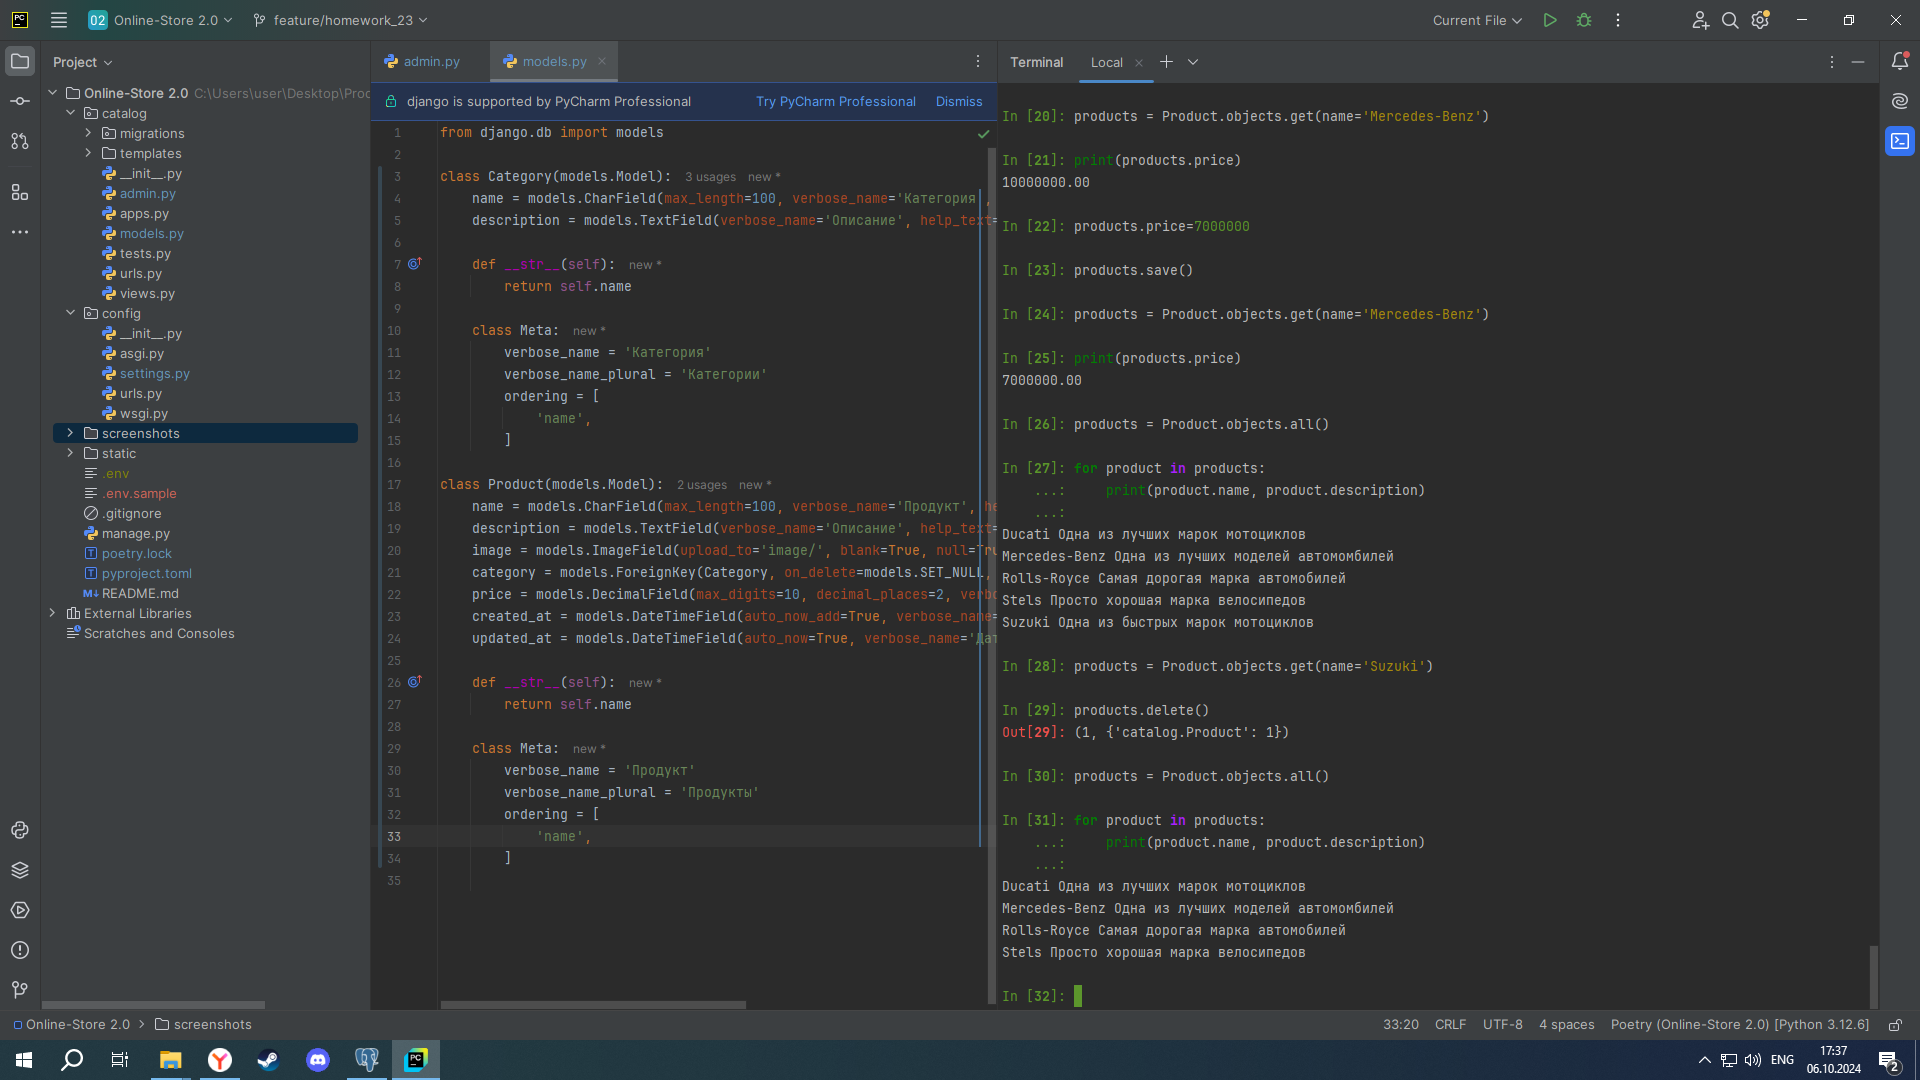 02 Online-Store 2.0 feature/homework_23 Current File
Project
Online-Store 2.0 C:\Users\user\Desktop\Proc
catalog
migrations
templates
__init__.py
admin.py
apps.py
models.py
tests.py
urls.py
views.py
config
__init__.py
asgi.py
settings.py
urls.py
wsgi.py
screenshots
static
.env
.env.sample
.gitignore
manage.py
poetry.lock
pyproject.toml
README.md
External Libraries
Scratches and Consoles
admin.py models.py
django is supported by PyCharm Professional Try PyCharm Professional Dismiss
1 from django.db import models
2
3 class Category(models.Model): 3 usages new *
4 name = models.CharField(max_length=100, verbose_name='Категория',
5 description = models.TextField(verbose_name='Описание', help_text=
6
7 def __str__(self): new *
8 return self.name
9
10 class Meta: new *
11 verbose_name = 'Категория'
12 verbose_name_plural = 'Категории'
13 ordering = [
14 'name',
15 ]
16
17 class Product(models.Model): 2 usages new *
18 name = models.CharField(max_length=100, verbose_name='Продукт', he
19 description = models.TextField(verbose_name='Описание', help_text=
20 image = models.ImageField(upload_to='image/', blank=True, null=Tru
21 category = models.ForeignKey(Category, on_delete=models.SET_NULL,
22 price = models.DecimalField(max_digits=10, decimal_places=2, verbo
23 created_at = models.DateTimeField(auto_now_add=True, verbose_name=
24 updated_at = models.DateTimeField(auto_now=True, verbose_name='Дат
25
26 def __str__(self): new *
27 return self.name
28
29 class Meta: new *
30 verbose_name = 'Продукт'
31 verbose_name_plural = 'Продукты'
32 ordering = [
33 'name',
34 ]
35
Terminal Local
In [20]: products = Product.objects.get(name='Mercedes-Benz')
In [21]: print(products.price)
10000000.00
In [22]: products.price=7000000
In [23]: products.save()
In [24]: products = Product.objects.get(name='Mercedes-Benz')
In [25]: print(products.price)
7000000.00
In [26]: products = Product.objects.all()
In [27]: for product in products:
...: print(product.name, product.description)
...:
Ducati Одна из лучших марок мотоциклов
Mercedes-Benz Одна из лучших моделей автомомбилей
Rolls-Royce Самая дорогая марка автомобилей
Stels Просто хорошая марка велосипедов
Suzuki Одна из быстрых марок мотоциклов
In [28]: products = Product.objects.get(name='Suzuki')
In [29]: products.delete()
Out[29]: (1, {'catalog.Product': 1})
In [30]: products = Product.objects.all()
In [31]: for product in products:
...: print(product.name, product.description)
...:
Ducati Одна из лучших марок мотоциклов
Mercedes-Benz Одна из лучших моделей автомомбилей
Rolls-Royce Самая дорогая марка автомобилей
Stels Просто хорошая марка велосипедов
In [32]:
Online-Store 2.0 screenshots 33:20 CRLF UTF-8 4 spaces Poetry (Online-Store 2.0) [Python 3.12.6]
ENG 17:37
06.10.2024 2